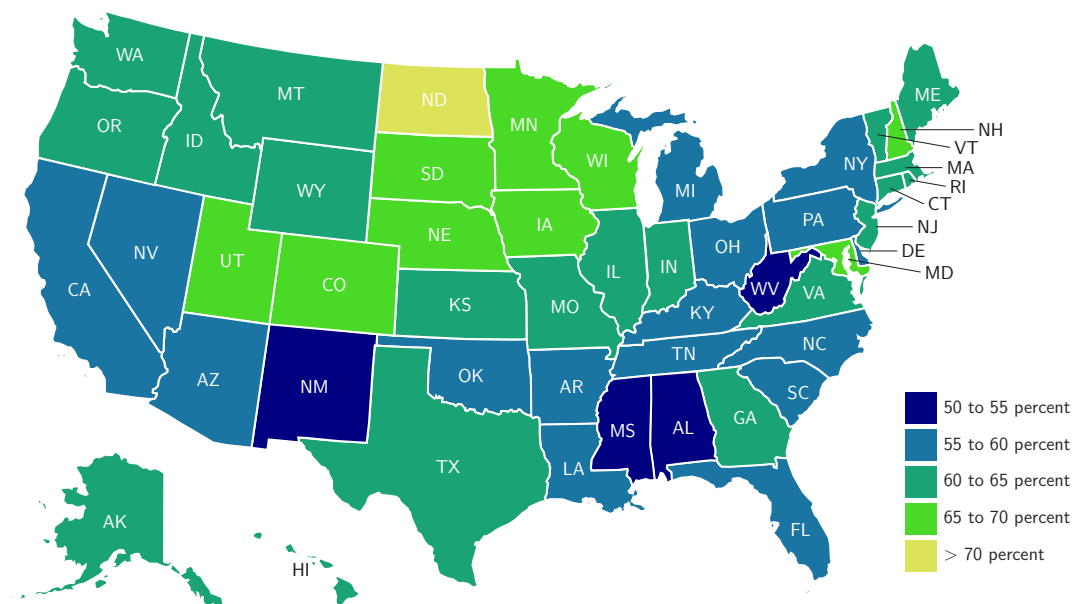 WA
MT
ND
MN
ME
OR
ID
NH
VT
WI
NY
MA
SD
WY
MI
RI
CT
PA
NE
IA
NJ
NV
OH
DE
UT
CO
IL
IN
MD
CA
WV
VA
KS
MO
KY
NC
TN
AZ
NM
OK
AR
SC
50 to 55 percent
GA
MS
AL
55 to 60 percent
TX
LA
60 to 65 percent
65 to 70 percent
AK
FL
> 70 percent
HI